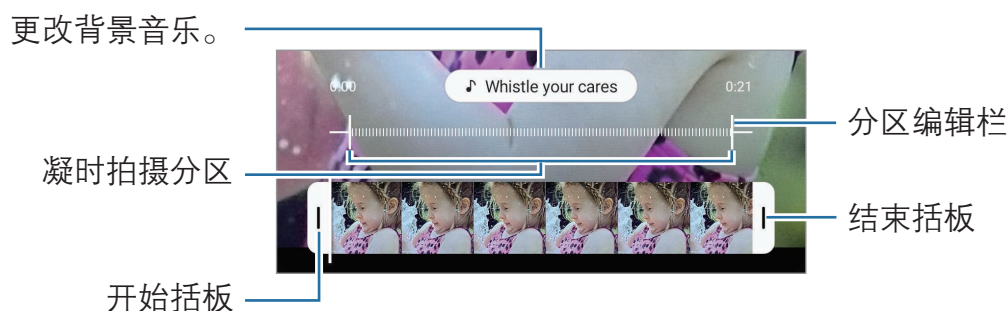 更改背景音乐。
0:00
♪ Whistle your cares
0:21
分区编辑栏
凝时拍摄分区
结束括板
开始括板